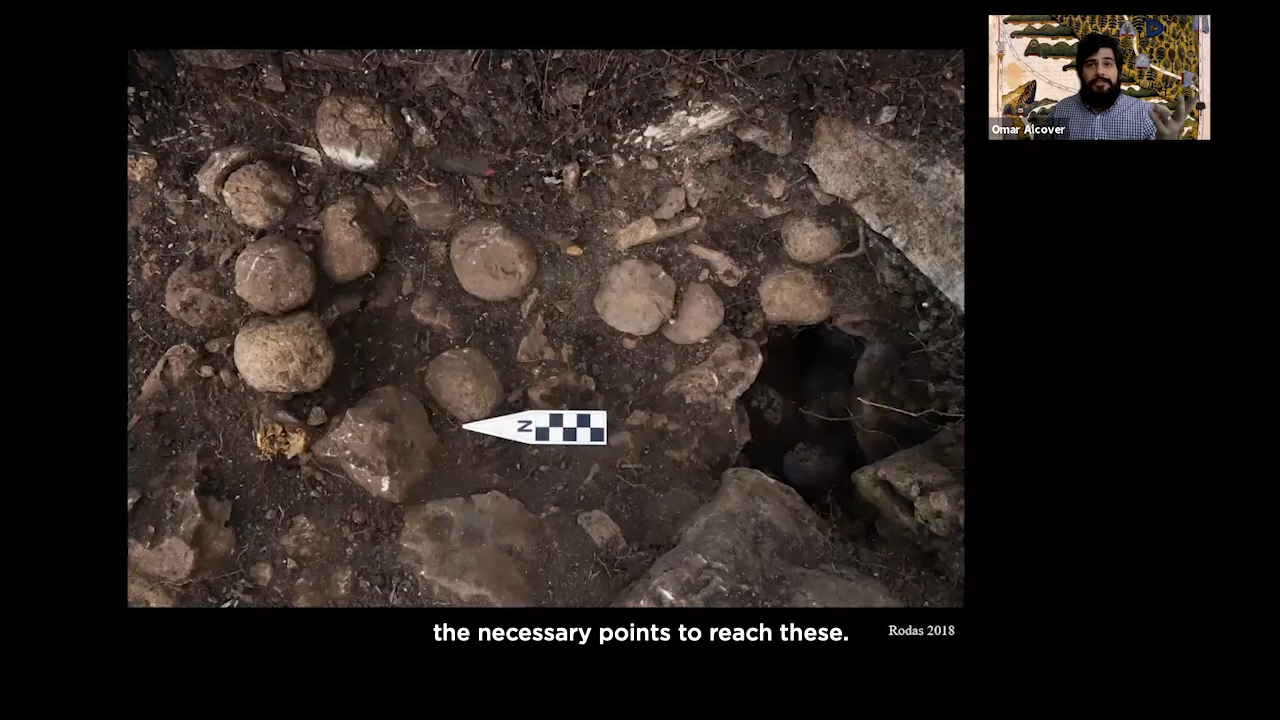 Omar Alcover
N
the necessary points to reach these.
Rodas 2018